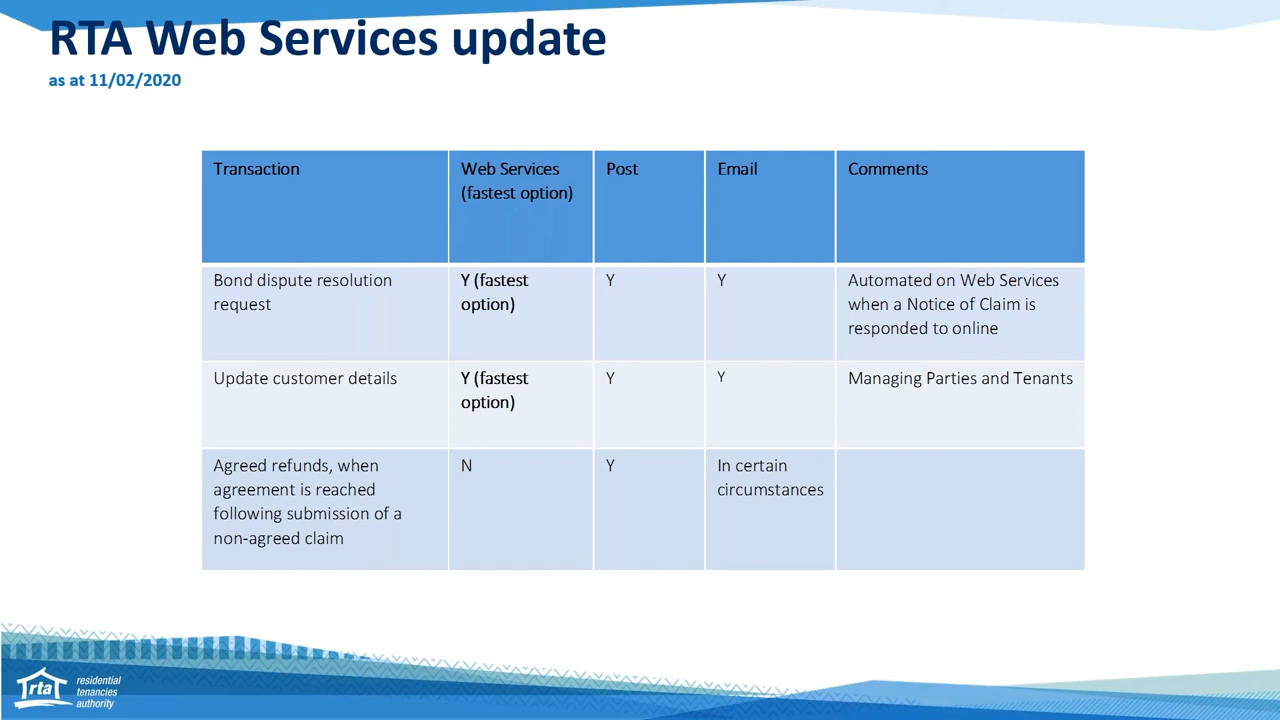 RTA Web Services update
as at 11/02/2020
Transaction
Web Services
(fastest option)
Post
Email
Comments
Bond dispute resolution
request
Y (fastest
option)
Y
Y
Automated on Web Services
when a Notice of Claim is
responded to online
Update customer details
Y (fastest
option)
Y
Y
Managing Parties and Tenants
Agreed refunds, when
agreement is reached
following submission of a
non-agreed claim
N
Y
In certain
circumstances
rta
residential
tenancies
authority